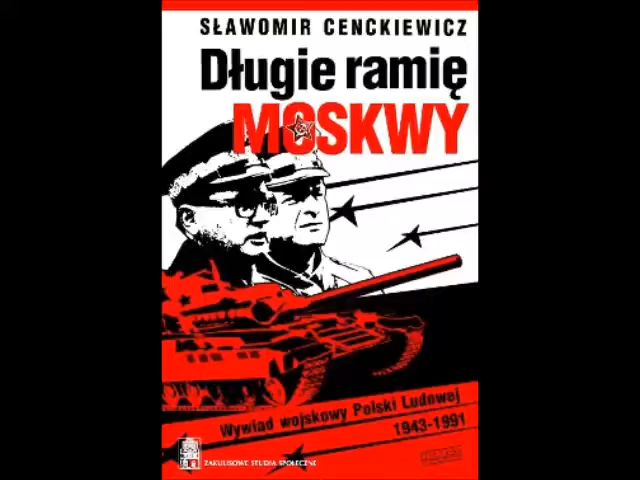 SŁAWOMIR CENCKIEWICZ
Długie ramię
MOSKWY
Wywiad wojskowy Polski Ludowej
1943-1991
ZAKULISOWE STUDIA SPOŁECZNE